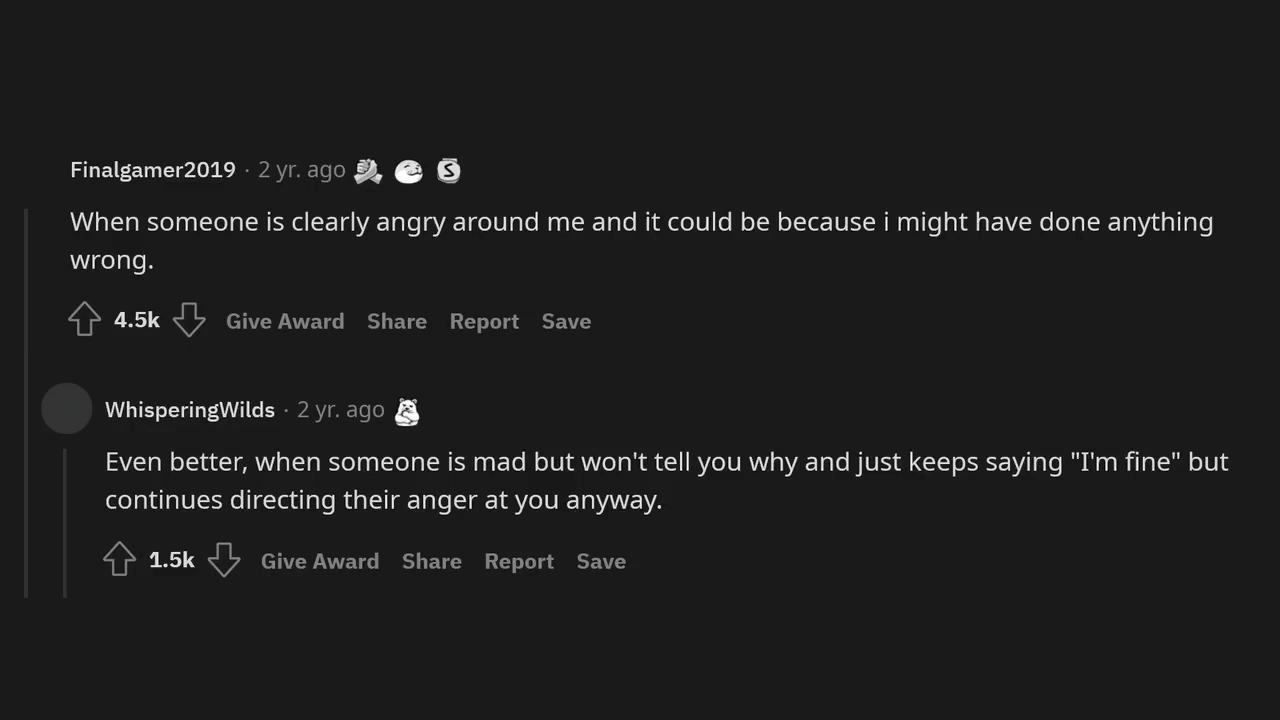 Finalgamer2019 · 2 yr. ago
When someone is clearly angry around me and it could be because i might have done anything
wrong.
4.5k Give Award Share Report Save
WhisperingWilds · 2 yr. ago
Even better, when someone is mad but won't tell you why and just keeps saying "I'm fine" but
continues directing their anger at you anyway.
1.5k Give Award Share Report Save